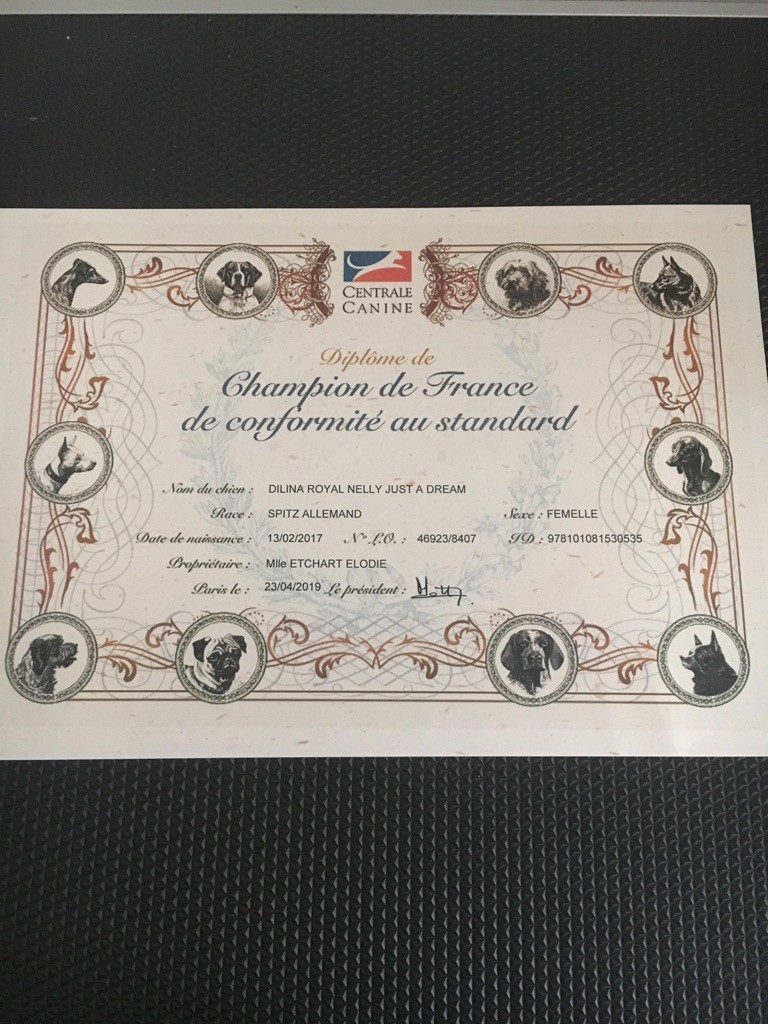 CENTRALE
CANINE
Diplôme de
Champion de France
de conformité au standard
Nom du chien : DILINA ROYAL NELLY JUST A DREAM
Race : SPITZ ALLEMAND Sexe : FEMELLE
Date de naissance : 13/02/2017 N° L.O. : 46923/8407 ID : 978101081530535
Propriétaire : Mlle ETCHART ELODIE
Paris le : 23/04/2019 Le président :